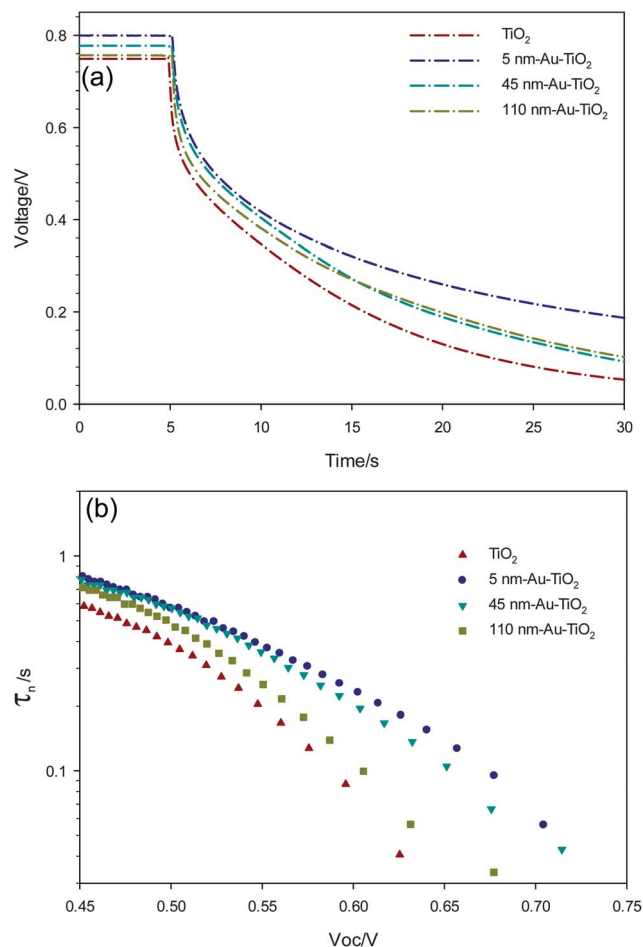 (a)
TiO2
5 nm-Au-TiO2
45 nm-Au-TiO2
110 nm-Au-TiO2
Voltage/V
0.8
0.6
0.4
0.2
0.0
0 5 10 15 20 25 30
Time/s
(b)
TiO2
5 nm-Au-TiO2
45 nm-Au-TiO2
110 nm-Au-TiO2
τn/s
1
0.1
0.45 0.50 0.55 0.60 0.65 0.70 0.75
Voc/V